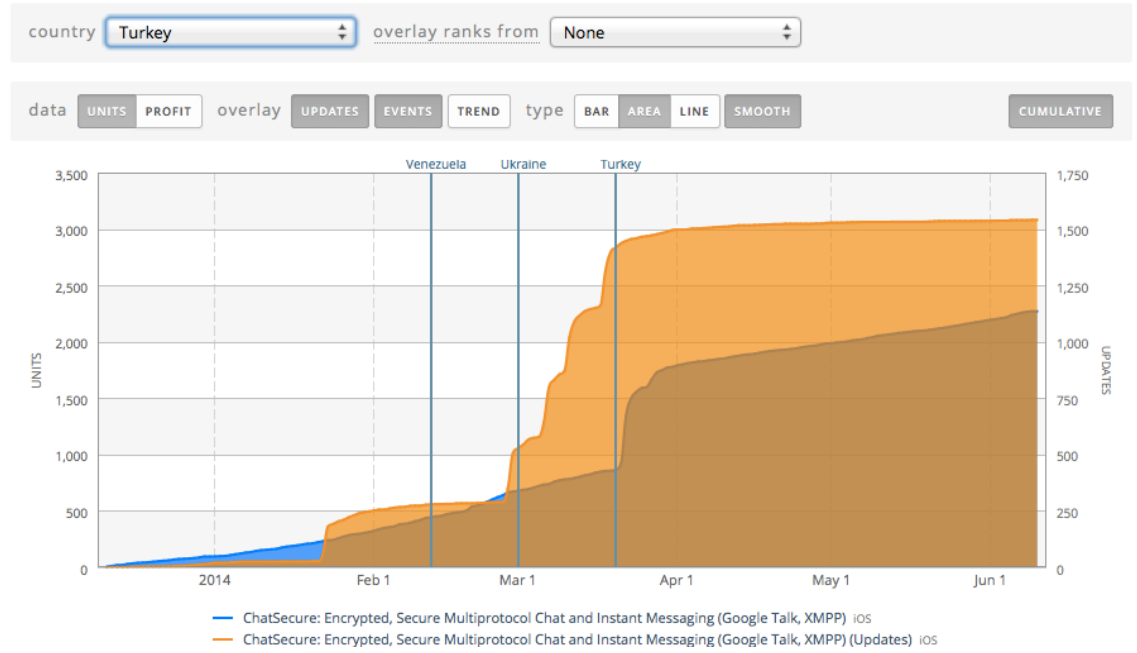 country Turkey overlay ranks from None
data UNITS PROFIT overlay UPDATES EVENTS TREND type BAR AREA LINE SMOOTH CUMULATIVE
Venezuela Ukraine Turkey
3,500 1,750
3,000 1,500
2,500 1,250
2,000 1,000
UNITS UPDATES
1,500 750
1,000 500
500 250
0 0
2014 Feb 1 Mar 1 Apr 1 May 1 Jun 1
ChatSecure: Encrypted, Secure Multiprotocol Chat and Instant Messaging (Google Talk, XMPP) iOS
ChatSecure: Encrypted, Secure Multiprotocol Chat and Instant Messaging (Google Talk, XMPP) (Updates) iOS